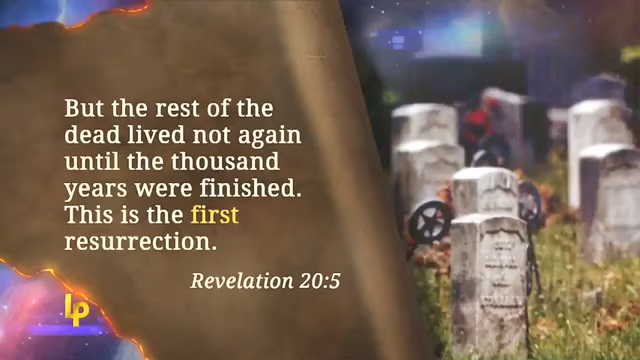 But the rest of the
dead lived not again
until the thousand
years were finished.
This is the first
resurrection.
Revelation 20:5
LP